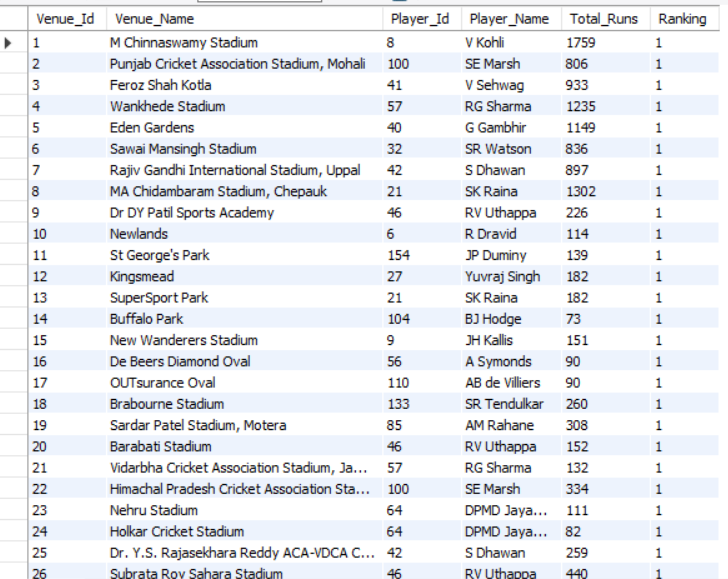 Venue_Id Venue_Name Player_Id Player_Name Total_Runs Ranking
1 M Chinnaswamy Stadium 8 V Kohli 1759 1
2 Punjab Cricket Association Stadium, Mohali 100 SE Marsh 806 1
3 Feroz Shah Kotla 41 V Sehwag 933 1
4 Wankhede Stadium 57 RG Sharma 1235 1
5 Eden Gardens 40 G Gambhir 1149 1
6 Sawai Mansingh Stadium 32 SR Watson 836 1
7 Rajiv Gandhi International Stadium, Uppal 42 S Dhawan 897 1
8 MA Chidambaram Stadium, Chepauk 21 SK Raina 1302 1
9 Dr DY Patil Sports Academy 46 RV Uthappa 226 1
10 Newlands 6 R Dravid 114 1
11 St George's Park 154 JP Duminy 139 1
12 Kingsmead 27 Yuvraj Singh 182 1
13 SuperSport Park 21 SK Raina 182 1
14 Buffalo Park 104 BJ Hodge 73 1
15 New Wanderers Stadium 9 JH Kallis 151 1
16 De Beers Diamond Oval 56 A Symonds 90 1
17 OUTsurance Oval 110 AB de Villiers 90 1
18 Brabourne Stadium 133 SR Tendulkar 260 1
19 Sardar Patel Stadium, Motera 85 AM Rahane 308 1
20 Barabati Stadium 46 RV Uthappa 152 1
21 Vidarbha Cricket Association Stadium, Ja... 57 RG Sharma 132 1
22 Himachal Pradesh Cricket Association Sta... 100 SE Marsh 334 1
23 Nehru Stadium 64 DPMD Jaya... 111 1
24 Holkar Cricket Stadium 64 DPMD Jaya... 82 1
25 Dr. Y.S. Rajasekhara Reddy ACA-VDCA C... 42 S Dhawan 259 1
26 Subrata Roy Sahara Stadium 46 RV Uthappa 440 1